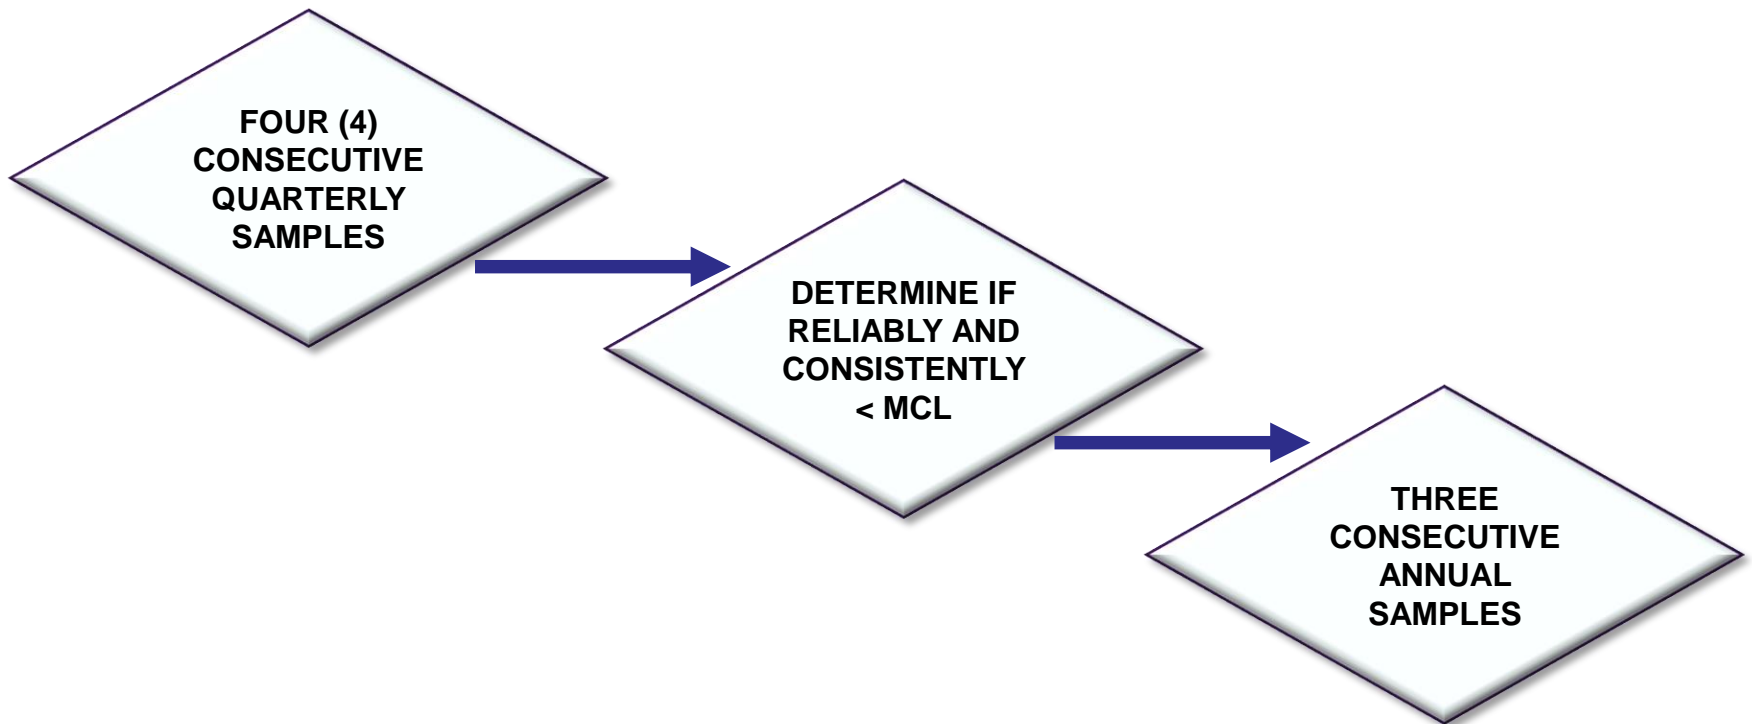 FOUR (4)
CONSECUTIVE
QUARTERLY
SAMPLES
DETERMINE IF
RELIABLY AND
CONSISTENTLY
< MCL
THREE
CONSECUTIVE
ANNUAL
SAMPLES